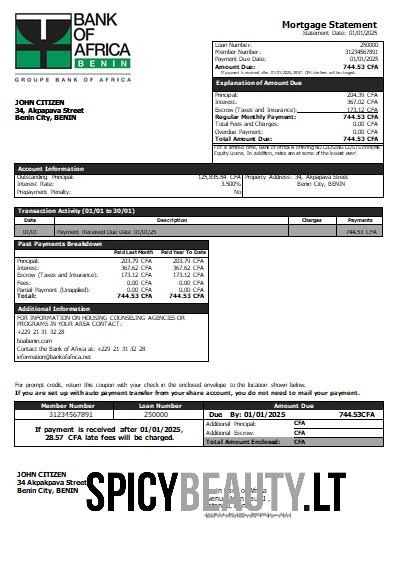 BANK
OF
AFRICA
BENIN
GROUPE BANK OF AFRICA
Mortgage Statement
Statement Date: 01/01/2025
Loan Number: 250000
Member Number: 31234567891
Payment Due Date: 01/01/2025
Amount Due: 744.53 CFA
If payment is received after 01/01/2025, 28.57 CFA late fees will be charged.
Explanation of Amount Due
Principal: 204.39 CFA
Interest: 367.02 CFA
Escrow (Taxes and Insurance): 173.12 CFA
Regular Monthly Payment: 744.53 CFA
Total Fees and Charges: 0.00 CFA
Overdue Payment: 0.00 CFA
Total Amount Due: 744.53 CFA
For a limited time, Bank of Africa is offering NO CLOSING COSTS on Home
Equity Loans. In addition, rates are at some of the lowest ever!
JOHN CITIZEN
34, Akpapava Street
Benin City, BENIN
Account Information
Outstanding Principal: 125,835.84 CFA Property Address: 34, Akpapava Street
Interest Rate: 3.500% Benin City, BENIN
Prepayment Penalty: No
Transaction Activity (01/01 to 30/01)
Date Description Charges Payments
01/01 Payment Received Due Date 01/01/25 744.53 CFA
Past Payments Breakdown
Paid Last Month Paid Year To Date
Principal: 203.79 CFA 203.79 CFA
Interest: 367.62 CFA 367.62 CFA
Escrow (Taxes and Insurance): 173.12 CFA 173.12 CFA
Fees: 0.00 CFA 0.00 CFA
Partial Payment (Unapplied): 0.00 CFA 0.00 CFA
Total: 744.53 CFA 744.53 CFA
Additional Information
FOR INFORMATION ON HOUSING COUNSELING AGENCIES OR
PROGRAMS IN YOUR AREA CONTACT:
+229 21 31 32 28
boabenin.com
Contact the Bank of Africa at: +229 21 31 32 28
information@bankofafrica.net
For prompt credit, return this coupon with your check in the enclosed envelope to the location shown below.
If you are set up with auto payment transfer from your share account, you do not need to mail your payment.
Member Number Loan Number Amount Due
31234567891 250000 Due By: 01/01/2025 744.53CFA
If payment is received after 01/01/2025,
28.57 CFA late fees will be charged.
Additional Principal: CFA
Additional Escrow: CFA
Total Amount Enclosed: CFA
JOHN CITIZEN
34 Akpapava Street
Benin City, BENIN
SPICYBEAUTY.LT